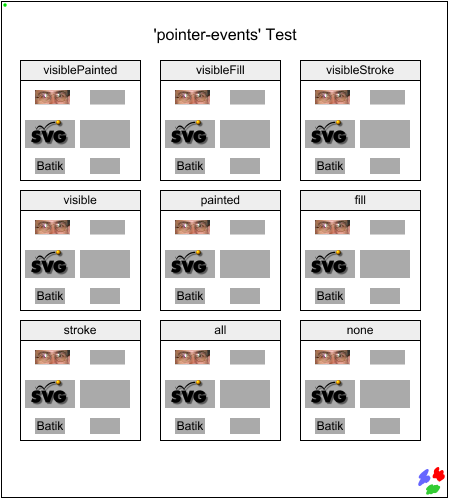 'pointer-events' Test
visiblePainted
visibleFill
visibleStroke
SVG
SVG
SVG
Batik
Batik
Batik
visible
painted
fill
SVG
SVG
SVG
Batik
Batik
Batik
stroke
all
none
SVG
SVG
SVG
Batik
Batik
Batik